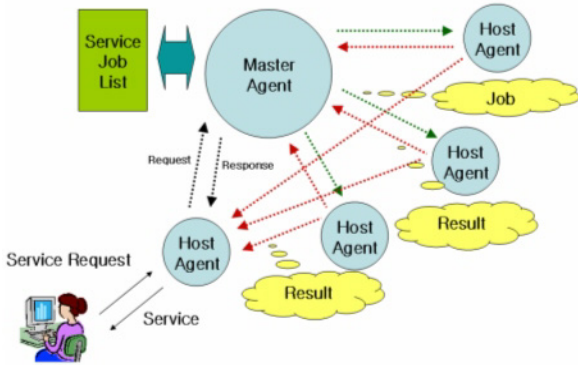 Service
Job
List
Master
Agent
Host
Agent
Job
Host
Agent
Request
Response
Result
Host
Agent
Host
Agent
Service Request
Result
Service